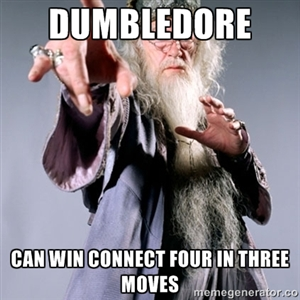 DUMBLEDORE
CAN WIN CONNECT FOUR IN THREE
MOVES
memegenerator.co